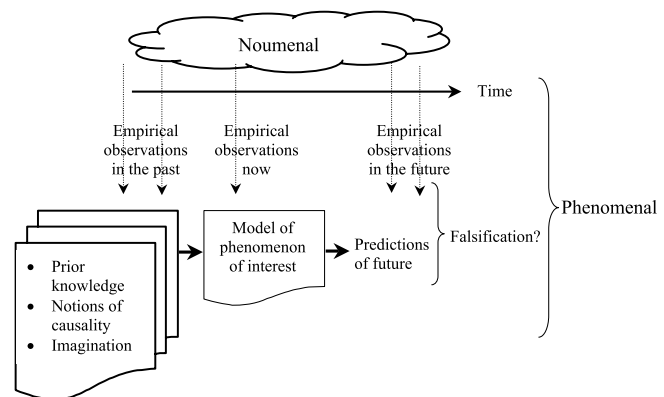 Noumenal
Time
Empirical
observations
in the past
Empirical
observations
now
Empirical
observations
in the future
Phenomenal
Model of
phenomenon
of interest
Predictions
of future
Falsification?
• Prior
knowledge
• Notions of
causality
• Imagination